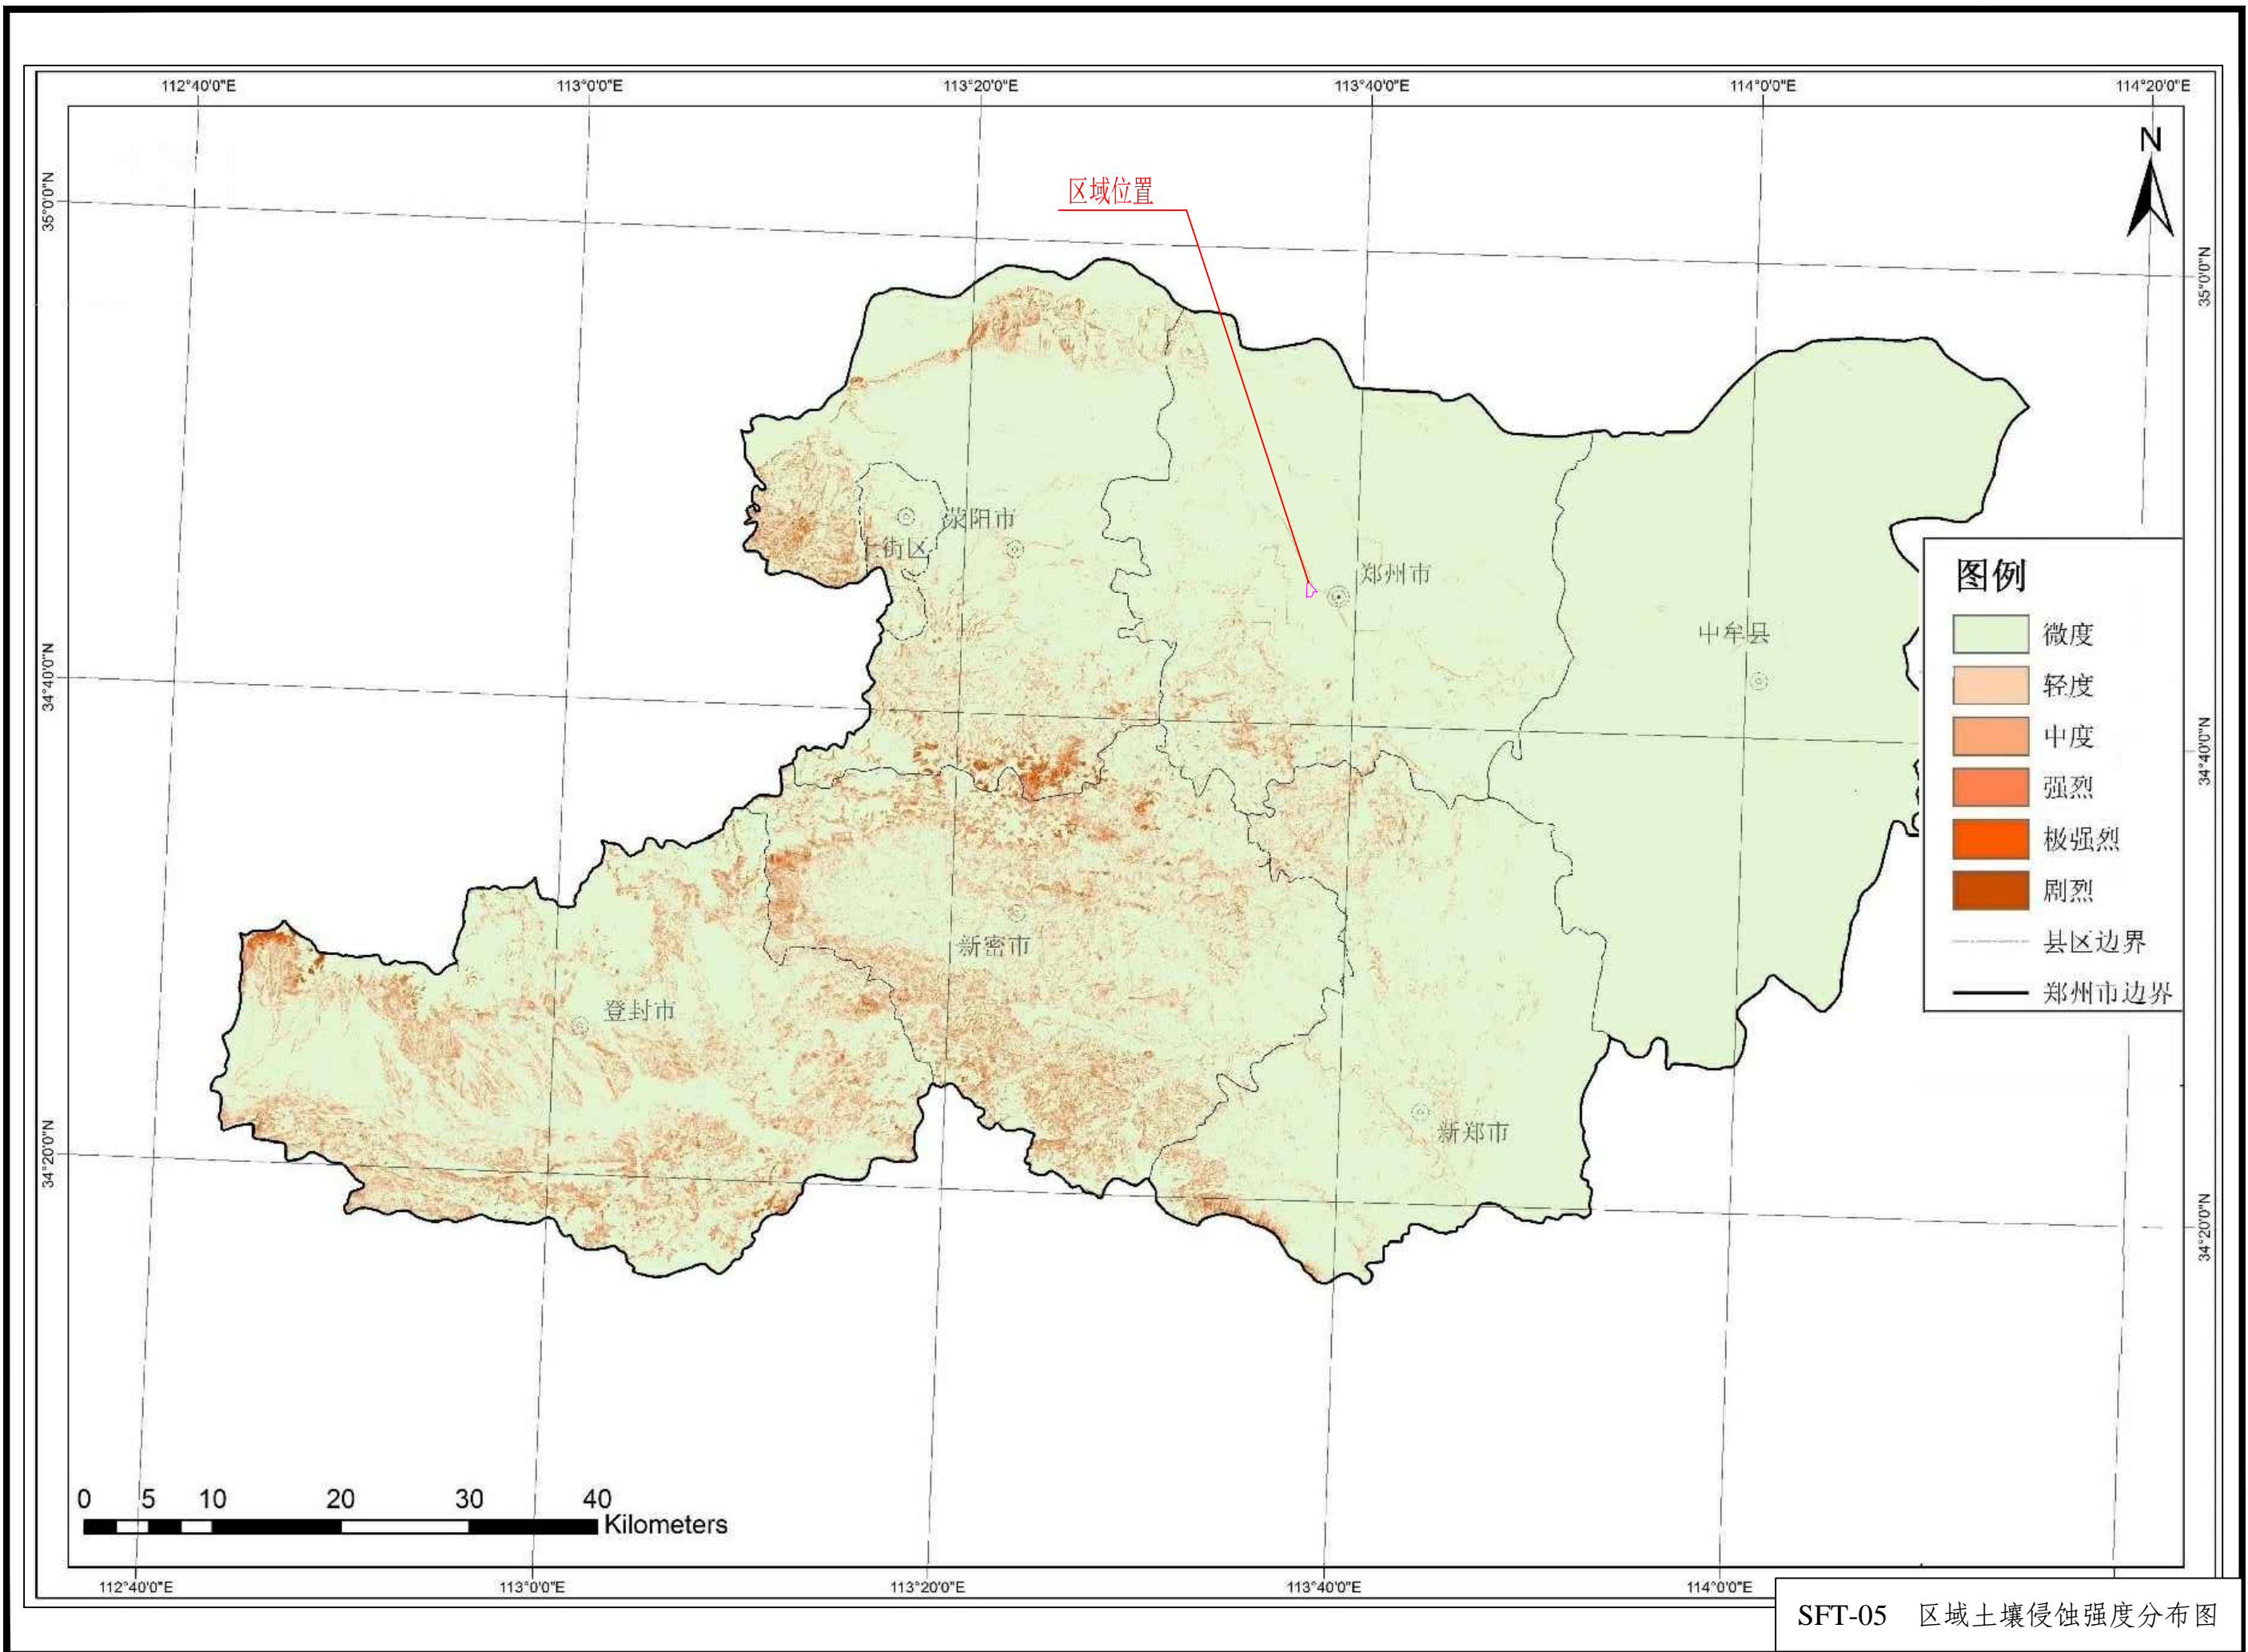 112°40'0"E
113°0'0"E
113°20'0"E
113°40'0"E
114°0'0"E
114°20'0"E
N
区域位置
35°0'0"N
35°0'0"N
荥阳市
上街区
郑州市
中牟县
34°40'0"N
34°40'0"N
新密市
登封市
新郑市
34°20'0"N
34°20'0"N
图例
微度
轻度
中度
强烈
极强烈
剧烈
县区边界
郑州市边界
0 5 10 20 30 40
Kilometers
112°40'0"E
113°0'0"E
113°20'0"E
113°40'0"E
114°0'0"E
SFT-05 区域土壤侵蚀强度分布图